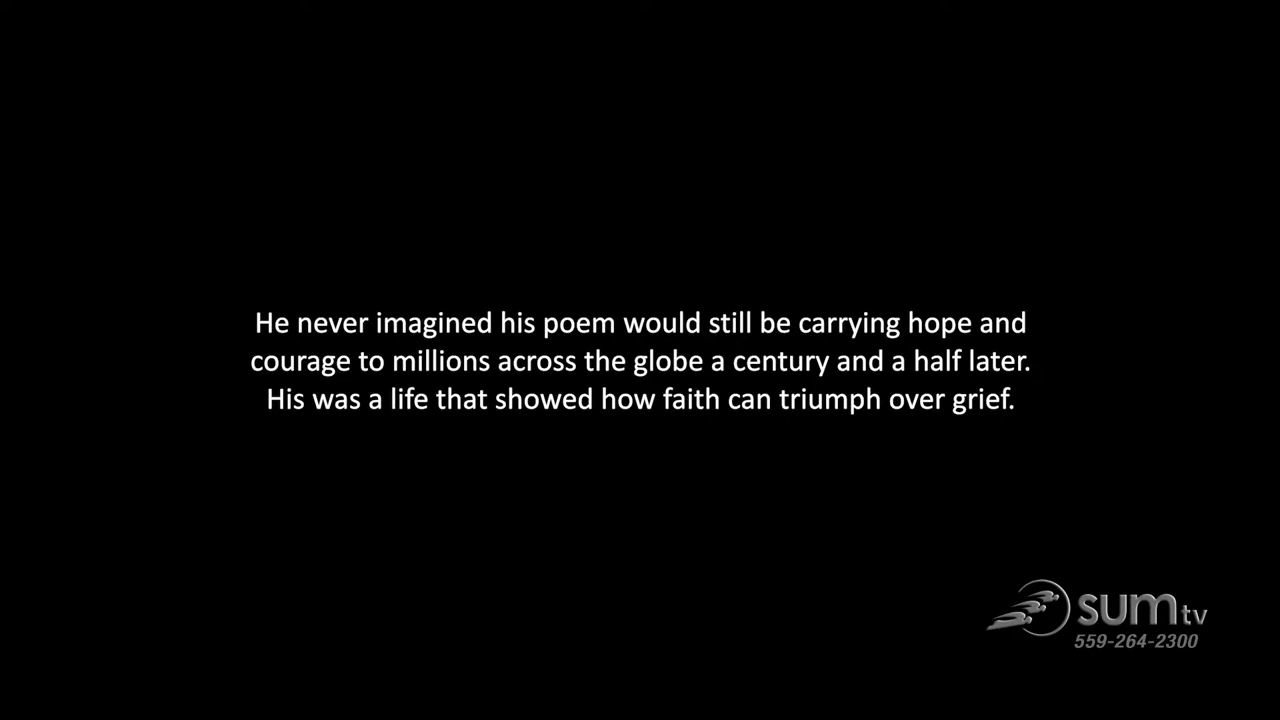 He never imagined his poem would still be carrying hope and
courage to millions across the globe a century and a half later.
His was a life that showed how faith can triumph over grief.
sumtv
559-264-2300